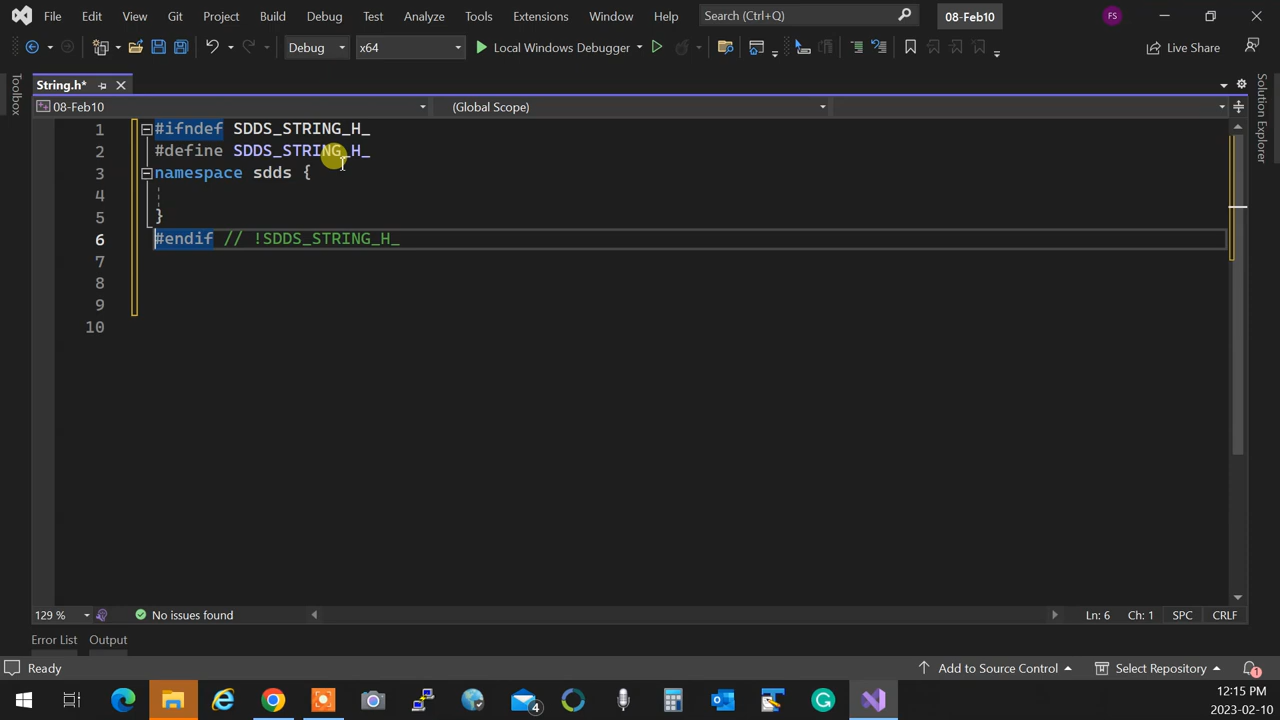 File Edit View Git Project Build Debug Test Analyze Tools Extensions Window Help Search (Ctrl+Q) 08-Feb10 FS
Debug x64 Local Windows Debugger Live Share
String.h*
08-Feb10 (Global Scope)
Toolbox
Solution Explorer
1 #ifndef SDDS_STRING_H_
2 #define SDDS_STRING_H_
3 namespace sdds {
4
5 }
6 #endif // !SDDS_STRING_H_
7
8
9
10
129 % No issues found Ln: 6 Ch: 1 SPC CRLF
Error List Output
Ready Add to Source Control Select Repository 1
4
12:15 PM
2023-02-10